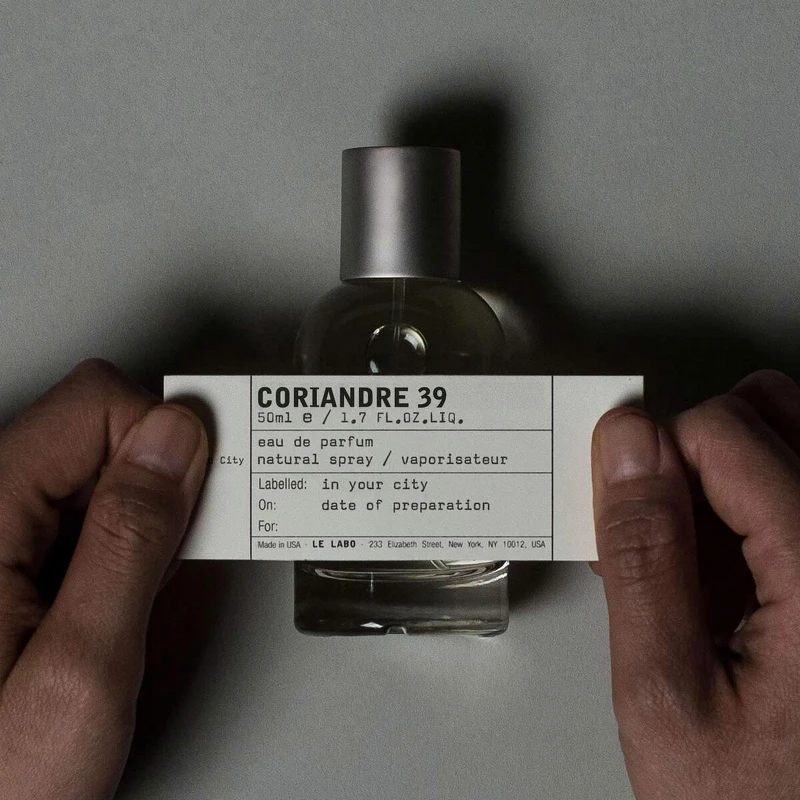 CORIANDRE 39
50ml e / 1.7 FL.OZ.LIQ.
eau de parfum
natural spray / vaporisateur
City
Labelled: in your city
On: date of preparation
For:
Made in USA · LE LABO · 233 Elizabeth Street, New York, NY 10012, USA